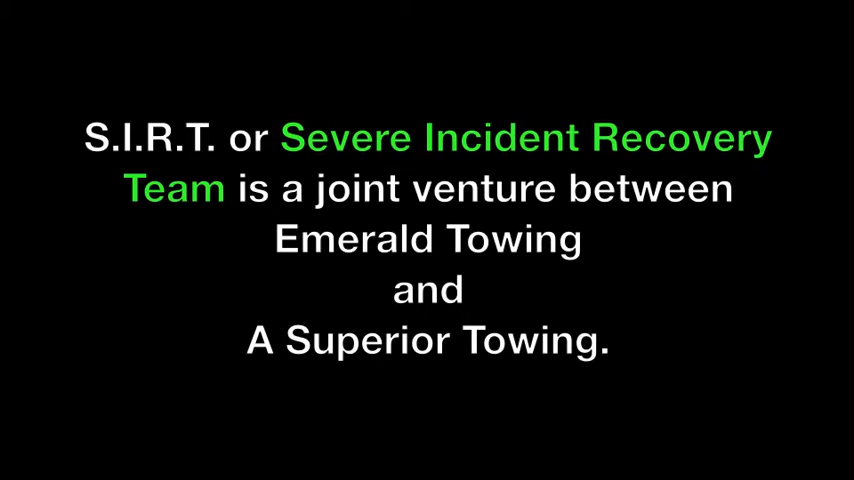 S.I.R.T. or Severe Incident Recovery
Team is a joint venture between
Emerald Towing
and
A Superior Towing.